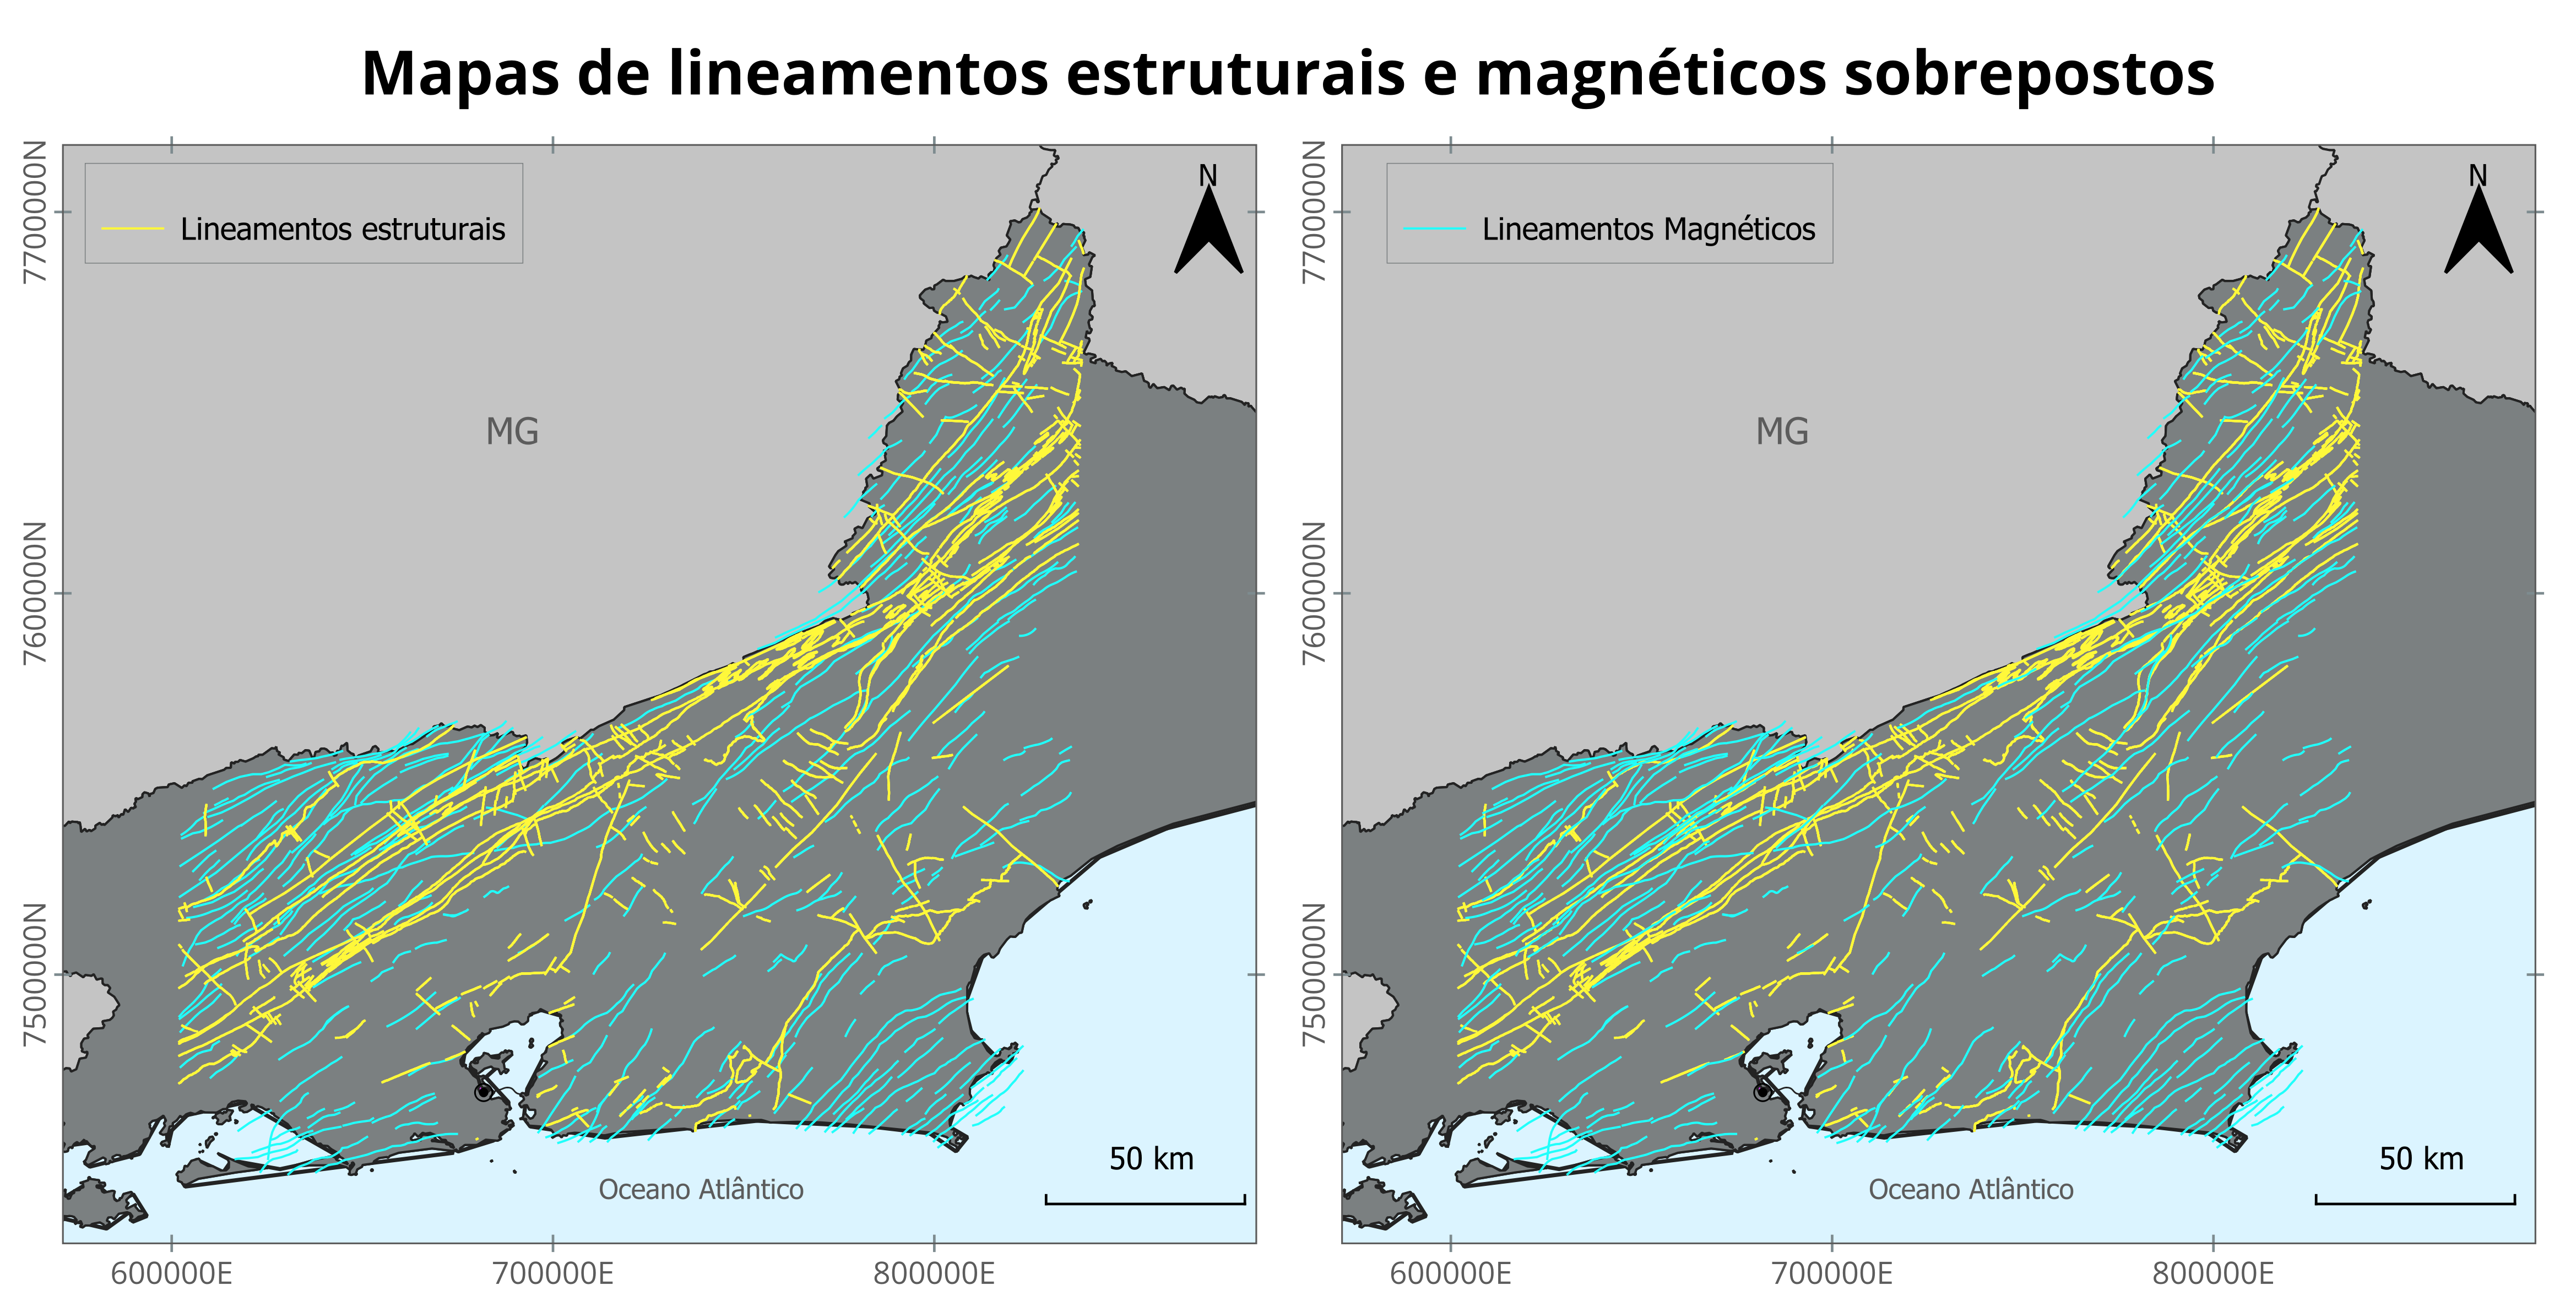 Mapas de lineamentos estruturais e magnéticos sobrepostos
Lineamentos estruturais
N
MG
Oceano Atlântico
50 km
7700000N
7600000N
7500000N
600000E
700000E
800000E
Lineamentos Magnéticos
N
MG
Oceano Atlântico
50 km
7700000N
7600000N
7500000N
600000E
700000E
800000E